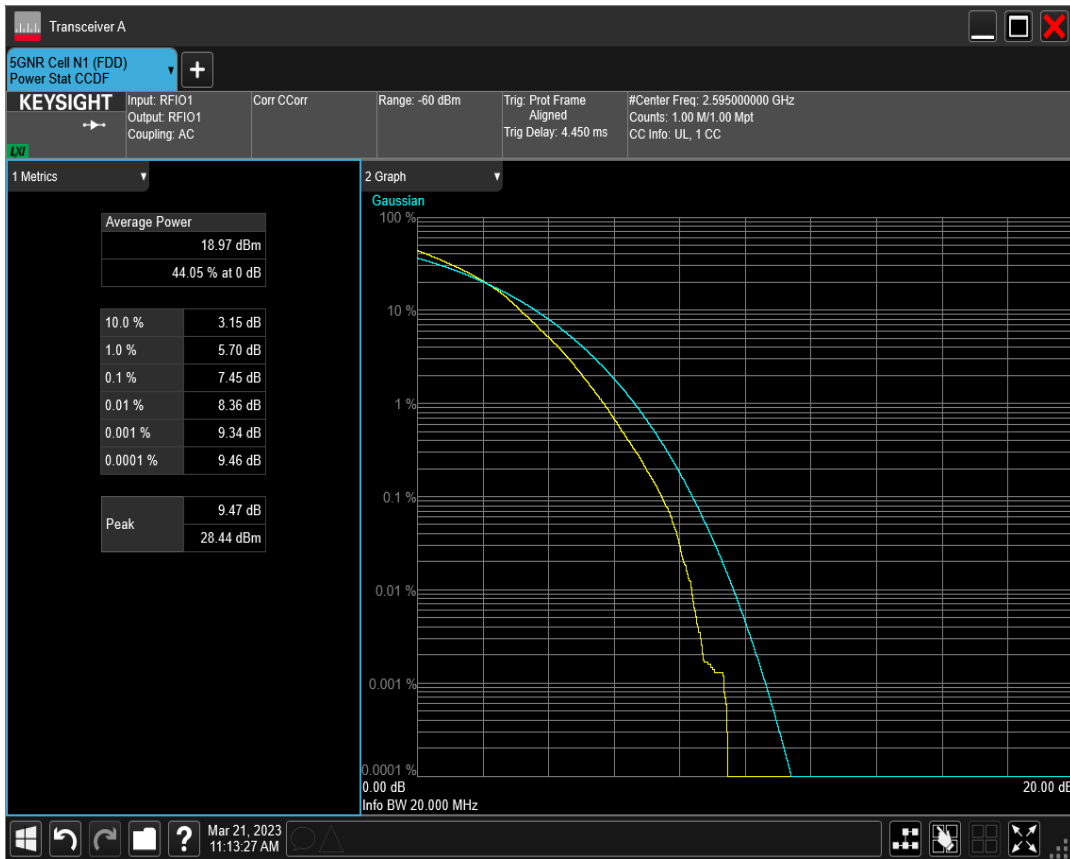 Transceiver A
5GNR Cell N1 (FDD)
Power Stat CCDF
+
KEYSIGHT
LXI
Input: RFIO1
Output: RFIO1
Coupling: AC
Corr CCorr
Range: -60 dBm
Trig: Prot Frame
Aligned
Trig Delay: 4.450 ms
#Center Freq: 2.595000000 GHz
Counts: 1.00 M/1.00 Mpt
CC Info: UL, 1 CC
1 Metrics
Average Power
18.97 dBm
44.05 % at 0 dB
10.0 % 3.15 dB
1.0 % 5.70 dB
0.1 % 7.45 dB
0.01 % 8.36 dB
0.001 % 9.34 dB
0.0001 % 9.46 dB
Peak 9.47 dB
28.44 dBm
2 Graph
Gaussian
100 %
10 %
1 %
0.1 %
0.01 %
0.001 %
0.0001 %
0.00 dB 20.00 dB
Info BW 20.000 MHz
?
Mar 21, 2023
11:13:27 AM